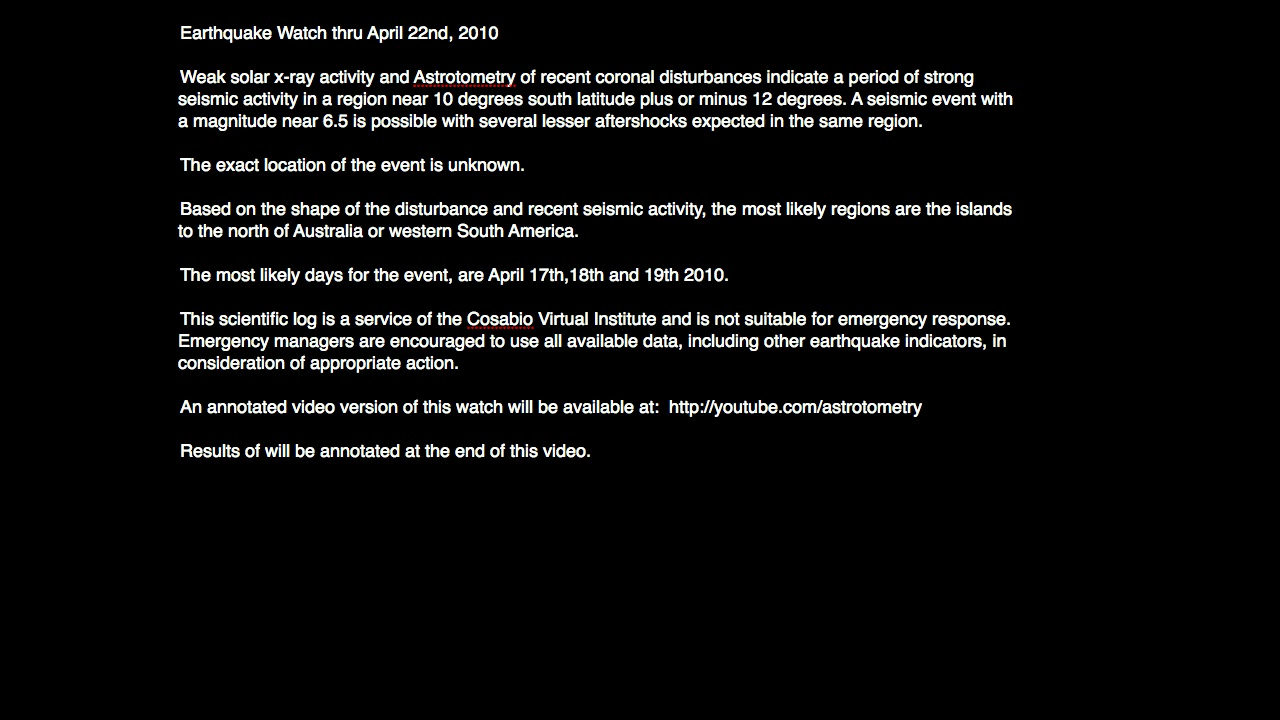 Earthquake Watch thru April 22nd, 2010
Weak solar x-ray activity and Astrotometry of recent coronal disturbances indicate a period of strong
seismic activity in a region near 10 degrees south latitude plus or minus 12 degrees. A seismic event with
a magnitude near 6.5 is possible with several lesser aftershocks expected in the same region.
The exact location of the event is unknown.
Based on the shape of the disturbance and recent seismic activity, the most likely regions are the islands
to the north of Australia or western South America.
The most likely days for the event, are April 17th,18th and 19th 2010.
This scientific log is a service of the Cosabio Virtual Institute and is not suitable for emergency response.
Emergency managers are encouraged to use all available data, including other earthquake indicators, in
consideration of appropriate action.
An annotated video version of this watch will be available at:  http://youtube.com/astrotometry
Results of will be annotated at the end of this video.